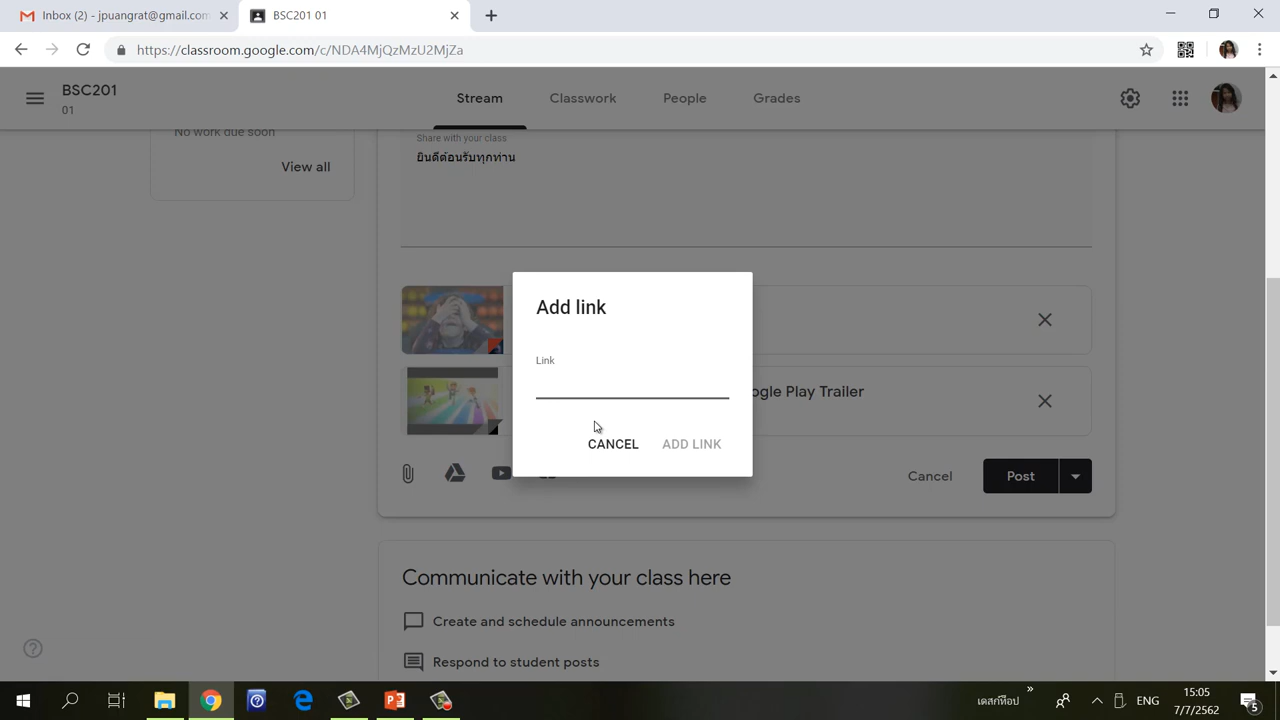 Inbox (2) - jpuangrat@gmail.com
BSC201 01
https://classroom.google.com/c/NDA4MjQzMzU2MjZa
BSC201
01
Stream
Classwork
People
Grades
No work due soon
View all
Share with your class
ยินดีต้อนรับทุกท่าน
Add link
Link
CANCEL
ADD LINK
ogle Play Trailer
Cancel
Post
Communicate with your class here
Create and schedule announcements
Respond to student posts
เดสก์ท็อป
ENG
15:05
7/7/2562
5